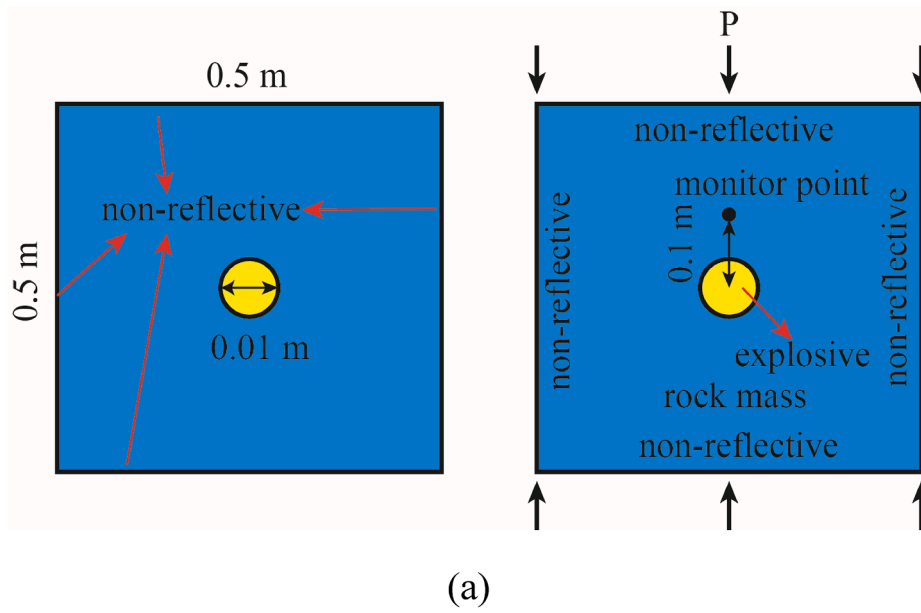 0.5 m
0.5 m
non-reflective
0.01 m
P
non-reflective
monitor point
0.1 m
non-reflective
non-reflective
explosive
rock mass
non-reflective
(a)